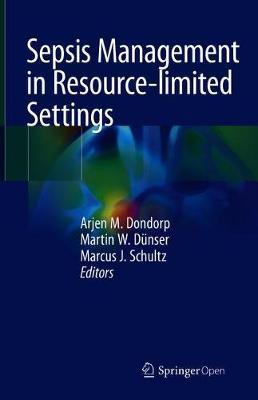 Sepsis Management
in Resource-limited
Settings
Arjen M. Dondorp
Martin W. Dünser
Marcus J. Schultz
Editors
Springer Open